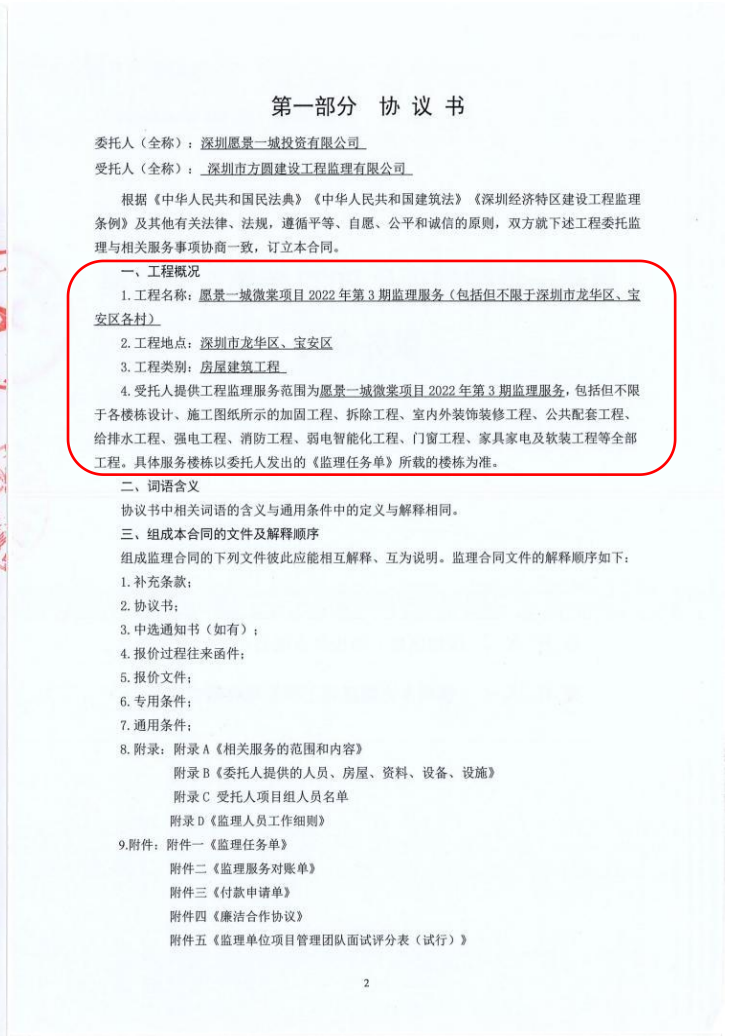 第一部分 协议书
委托人（全称）：深圳愿景一城投资有限公司
受托人（全称）：深圳市方圆建设工程监理有限公司
根据《中华人民共和国民法典》《中华人民共和国建筑法》《深圳经济特区建设工程监理
条例》及其他有关法律、法规，遵循平等、自愿、公平和诚信的原则，双方就下述工程委托监
理与相关服务事项协商一致，订立本合同。
一、工程概况
1.工程名称：愿景一城微棠项目 2022 年第 3 期监理服务（包括但不限于深圳市龙华区、宝
安区各村）
2.工程地点：深圳市龙华区、宝安区
3.工程类别：房屋建筑工程
4.受托人提供工程监理服务范围为愿景一城微棠项目 2022 年第 3 期监理服务，包括但不限
于各楼栋设计、施工图纸所示的加固工程、拆除工程、室内外装饰装修工程、公共配套工程、
给排水工程、强电工程、消防工程、弱电智能化工程、门窗工程、家具家电及软装工程等全部
工程。具体服务楼栋以委托人发出的《监理任务单》所载的楼栋为准。
二、词语含义
协议书中相关词语的含义与通用条件中的定义与解释相同。
三、组成本合同的文件及解释顺序
组成监理合同的下列文件彼此应能相互解释、互为说明。监理合同文件的解释顺序如下：
1.补充条款；
2.协议书；
3.中选通知书（如有）；
4.报价过程往来函件；
5.报价文件；
6.专用条件；
7.通用条件；
8.附录：附录 A《相关服务的范围和内容》
附录 B《委托人提供的人员、房屋、资料、设备、设施》
附录 C 受托人项目组人员名单
附录 D《监理人员工作细则》
9.附件：附件一《监理任务单》
附件二《监理服务对账单》
附件三《付款申请单》
附件四《廉洁合作协议》
附件五《监理单位项目管理团队面试评分表（试行）》
2